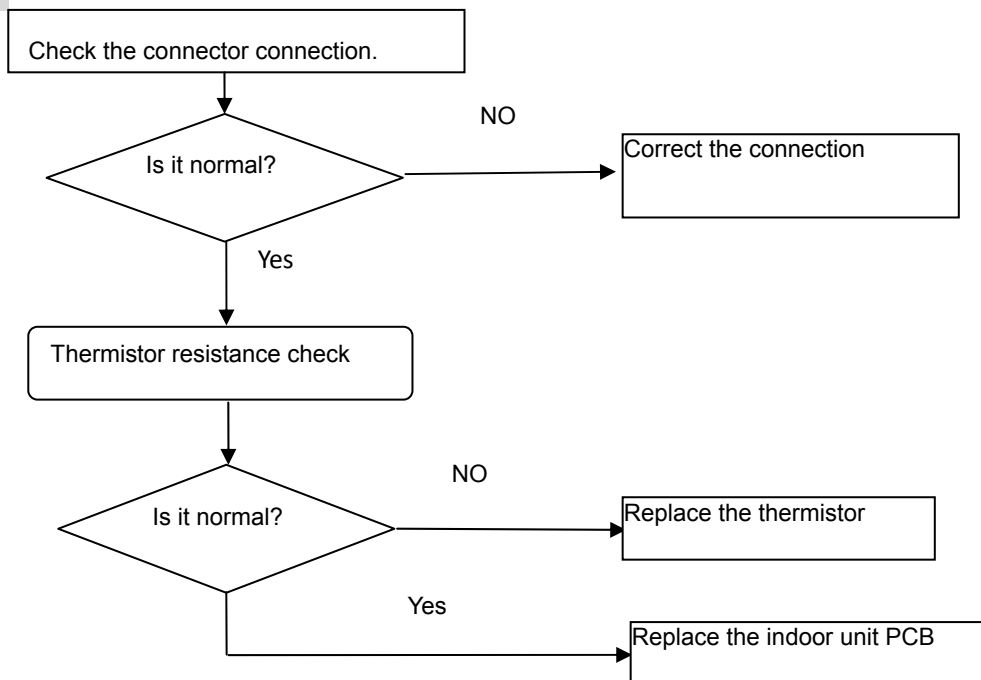 Check the connector connection.
NO
Is it normal?
Correct the connection
Yes
Thermistor resistance check
NO
Is it normal?
Replace the thermistor
Yes
Replace the indoor unit PCB